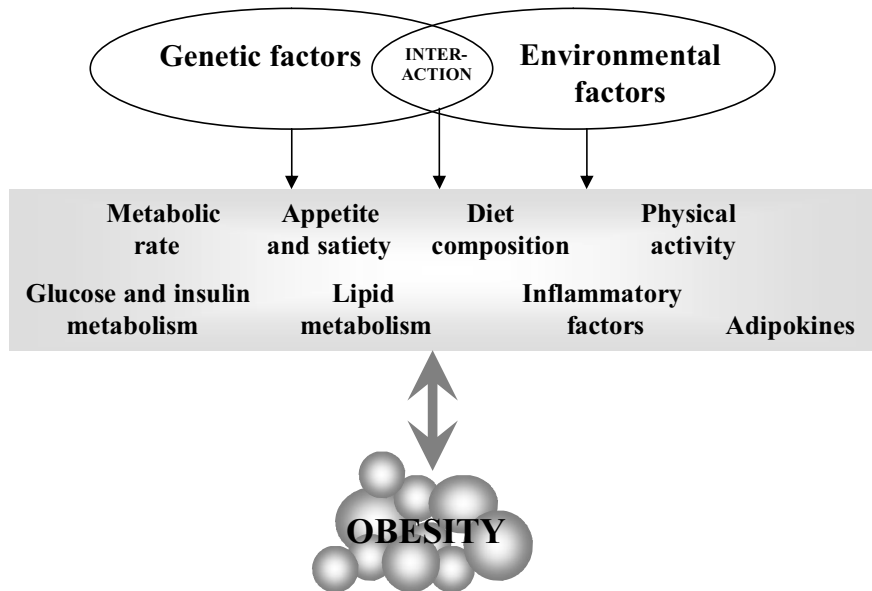 Genetic factors
INTER-
ACTION
Environmental
factors
Metabolic
rate
Appetite
and satiety
Diet
composition
Physical
activity
Glucose and insulin
metabolism
Lipid
metabolism
Inflammatory
factors
Adipokines
OBESITY